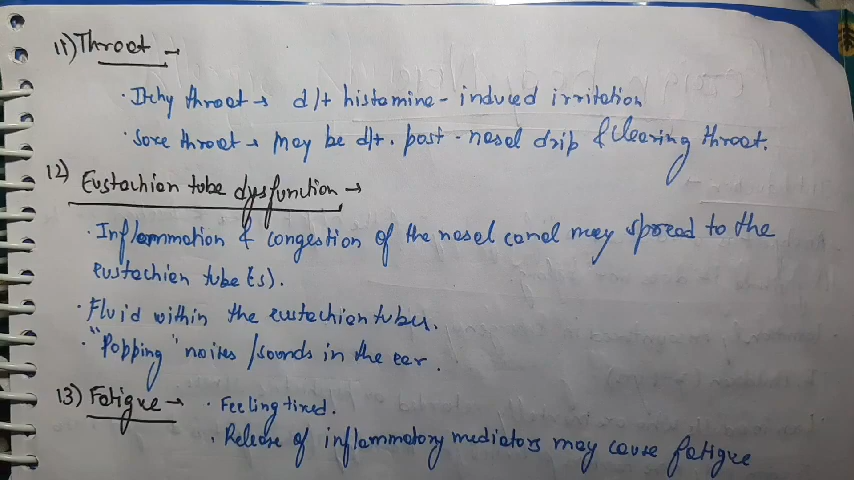 11) Throat →
· Itchy throat → d/t histamine - induced irritation
· Sore throat → may be d/t. post - nasal drip & clearing throat.
12) Eustachian tube dysfunction →
· Inflammation & congestion of the nasal canal may spread to the
eustachian tube (s).
· Fluid within the eustachian tubes.
· "Popping" noises / sounds in the ear.
13) Fatigue → · Feeling tired.
· Release of inflammatory mediators may cause fatigue